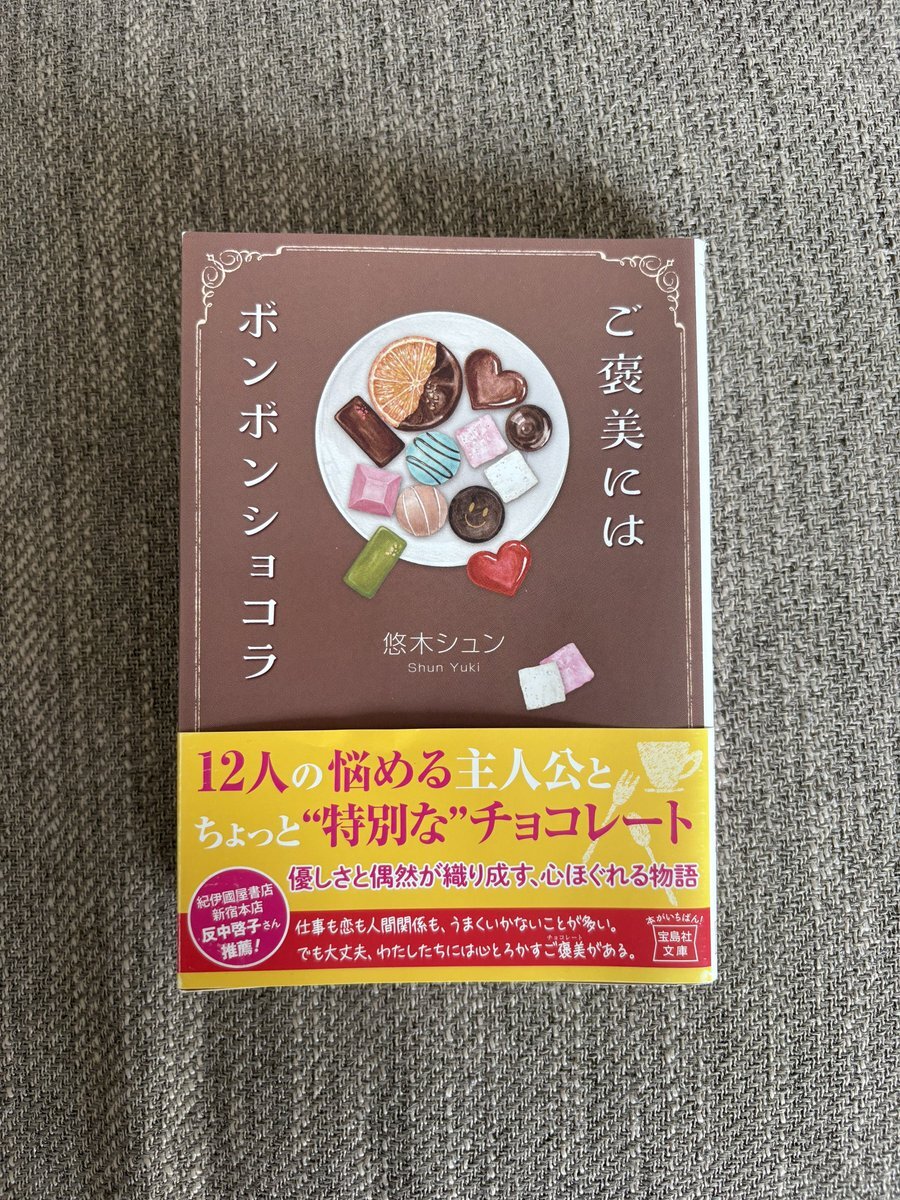 ご褒美には
ボンボンショコラ
悠木シュン
Shun Yuki
12人の悩める主人公と
ちょっと“特別な”チョコレート
優しさと偶然が織り成す、心ほぐれる物語
紀伊國屋書店
新宿本店
反中啓子さん
推薦!
仕事も恋も人間関係も、うまくいかないことが多い。
チョコレート
でも大丈夫、わたしたちには心とろかすご褒美がある。
本がいちばん!
宝島社
文庫